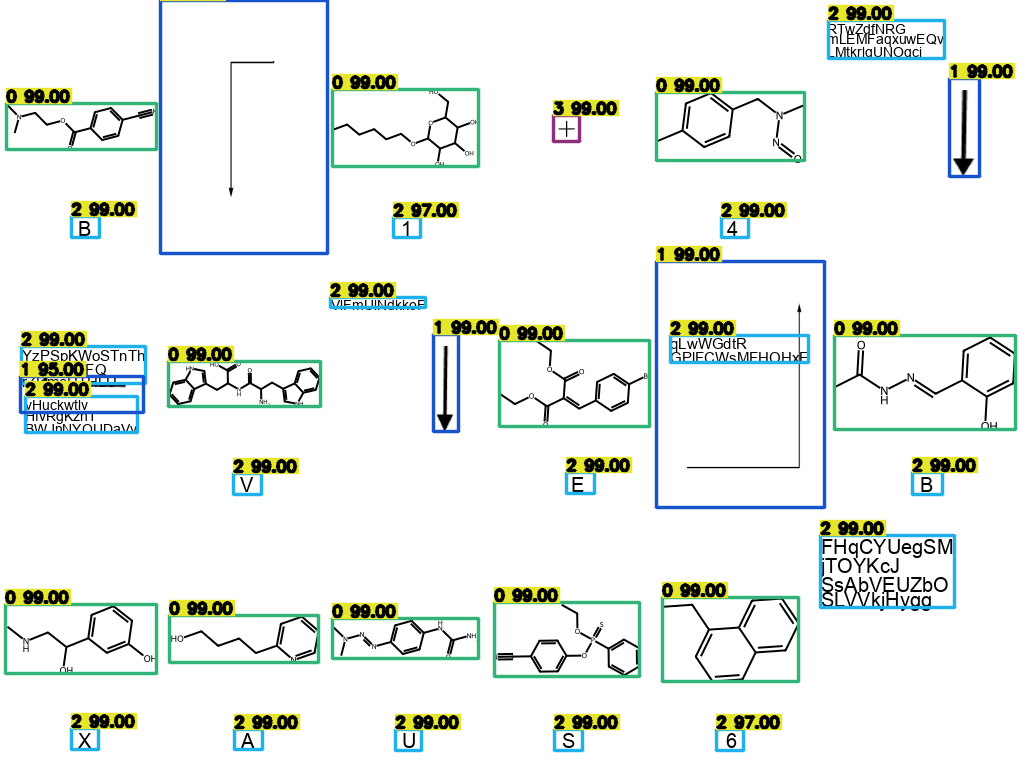 2 99.00
RTwZdfNRG
mLEMFaqxuwEQv
LMtkrlqUNOqcj
1 99.00
0 99.00
0 99.00
3 99.00
+
0 99.00
2 99.00
B
2 97.00
1
2 99.00
4
1 99.00
2 99.00
2 99.00
YzPSpKWoSTnTh
1 95.00
2 99.00
vHuckwtlv
HivRgKznT
BWJnNYOUDaVv
0 99.00
1 99.00
0 99.00
2 99.00
qLwWGdtR
GPIFCWsMFHOHxF
0 99.00
2 99.00
V
2 99.00
E
2 99.00
B
2 99.00
FHqCYUegSM
jTOYKcJ
SsAbVEUZbO
SLVVkjHygg
0 99.00
0 99.00
0 99.00
0 99.00
0 99.00
2 99.00
X
2 99.00
A
2 99.00
U
2 99.00
S
2 97.00
6